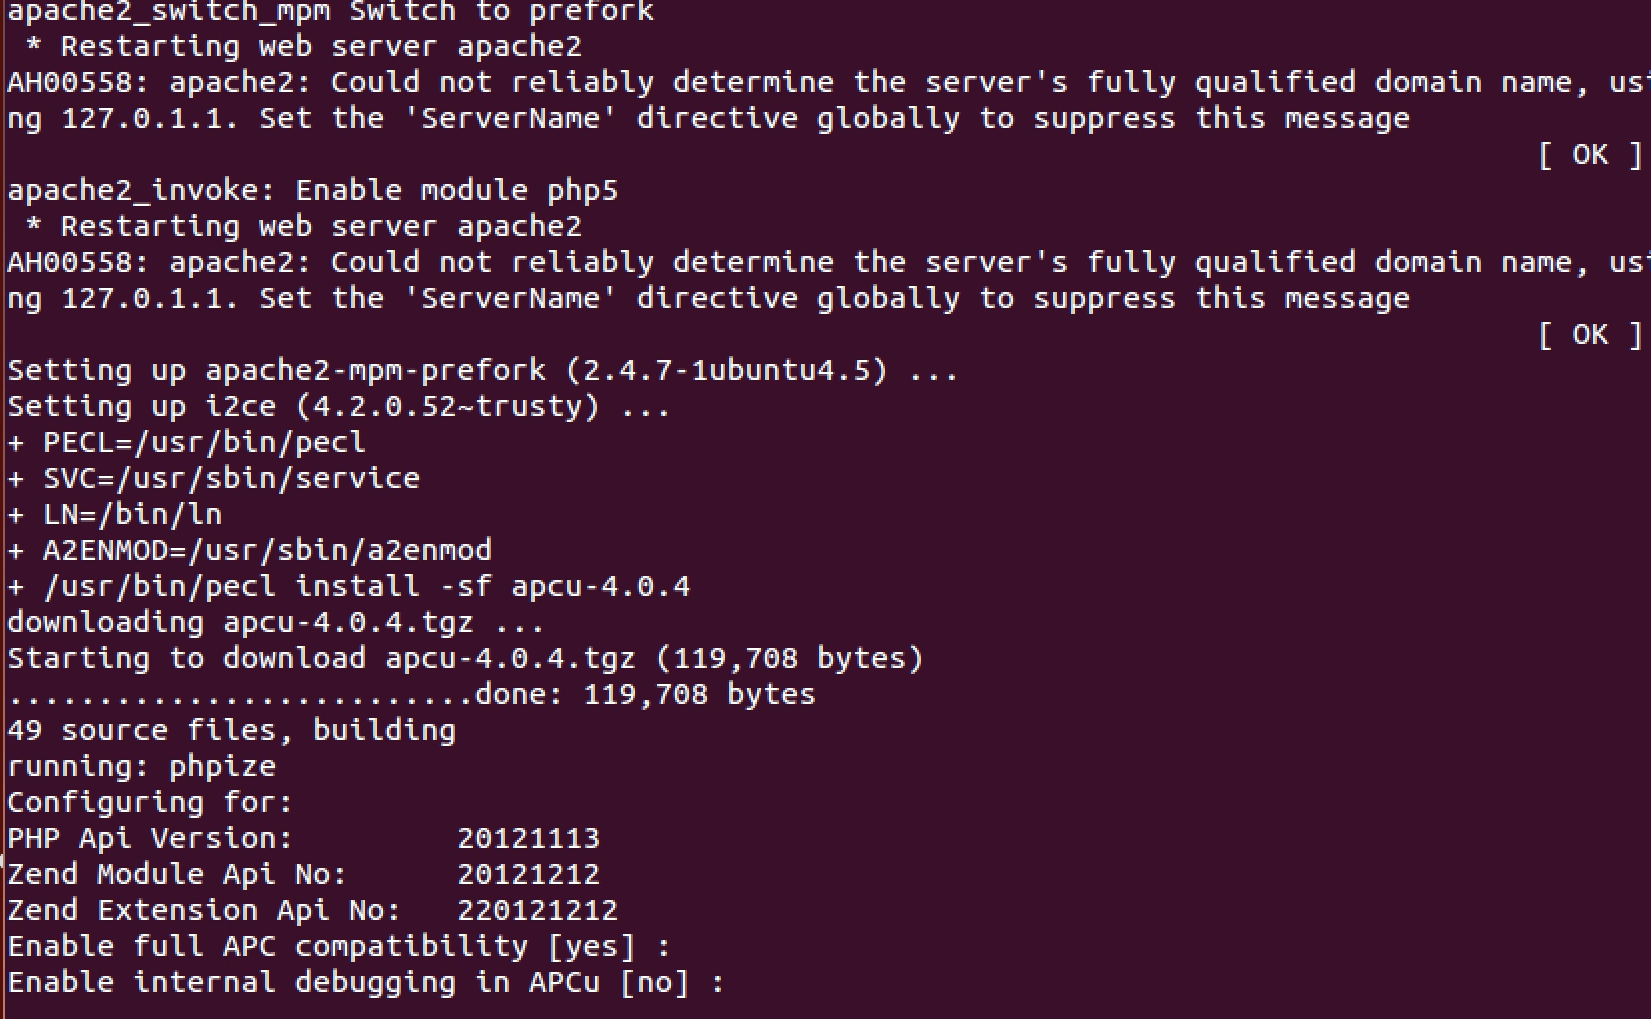 apache2_switch_mpm Switch to prefork
 * Restarting web server apache2
AH00558: apache2: Could not reliably determine the server's fully qualified domain name, usi
ng 127.0.1.1. Set the 'ServerName' directive globally to suppress this message
[ OK ]
apache2_invoke: Enable module php5
 * Restarting web server apache2
AH00558: apache2: Could not reliably determine the server's fully qualified domain name, usi
ng 127.0.1.1. Set the 'ServerName' directive globally to suppress this message
[ OK ]
Setting up apache2-mpm-prefork (2.4.7-1ubuntu4.5) ...
Setting up i2ce (4.2.0.52~trusty) ...
+ PECL=/usr/bin/pecl
+ SVC=/usr/sbin/service
+ LN=/bin/ln
+ A2ENMOD=/usr/sbin/a2enmod
+ /usr/bin/pecl install -sf apcu-4.0.4
downloading apcu-4.0.4.tgz ...
Starting to download apcu-4.0.4.tgz (119,708 bytes)
..........................done: 119,708 bytes
49 source files, building
running: phpize
Configuring for:
PHP Api Version:         20121113
Zend Module Api No:      20121212
Zend Extension Api No:   220121212
Enable full APC compatibility [yes] :
Enable internal debugging in APCu [no] :